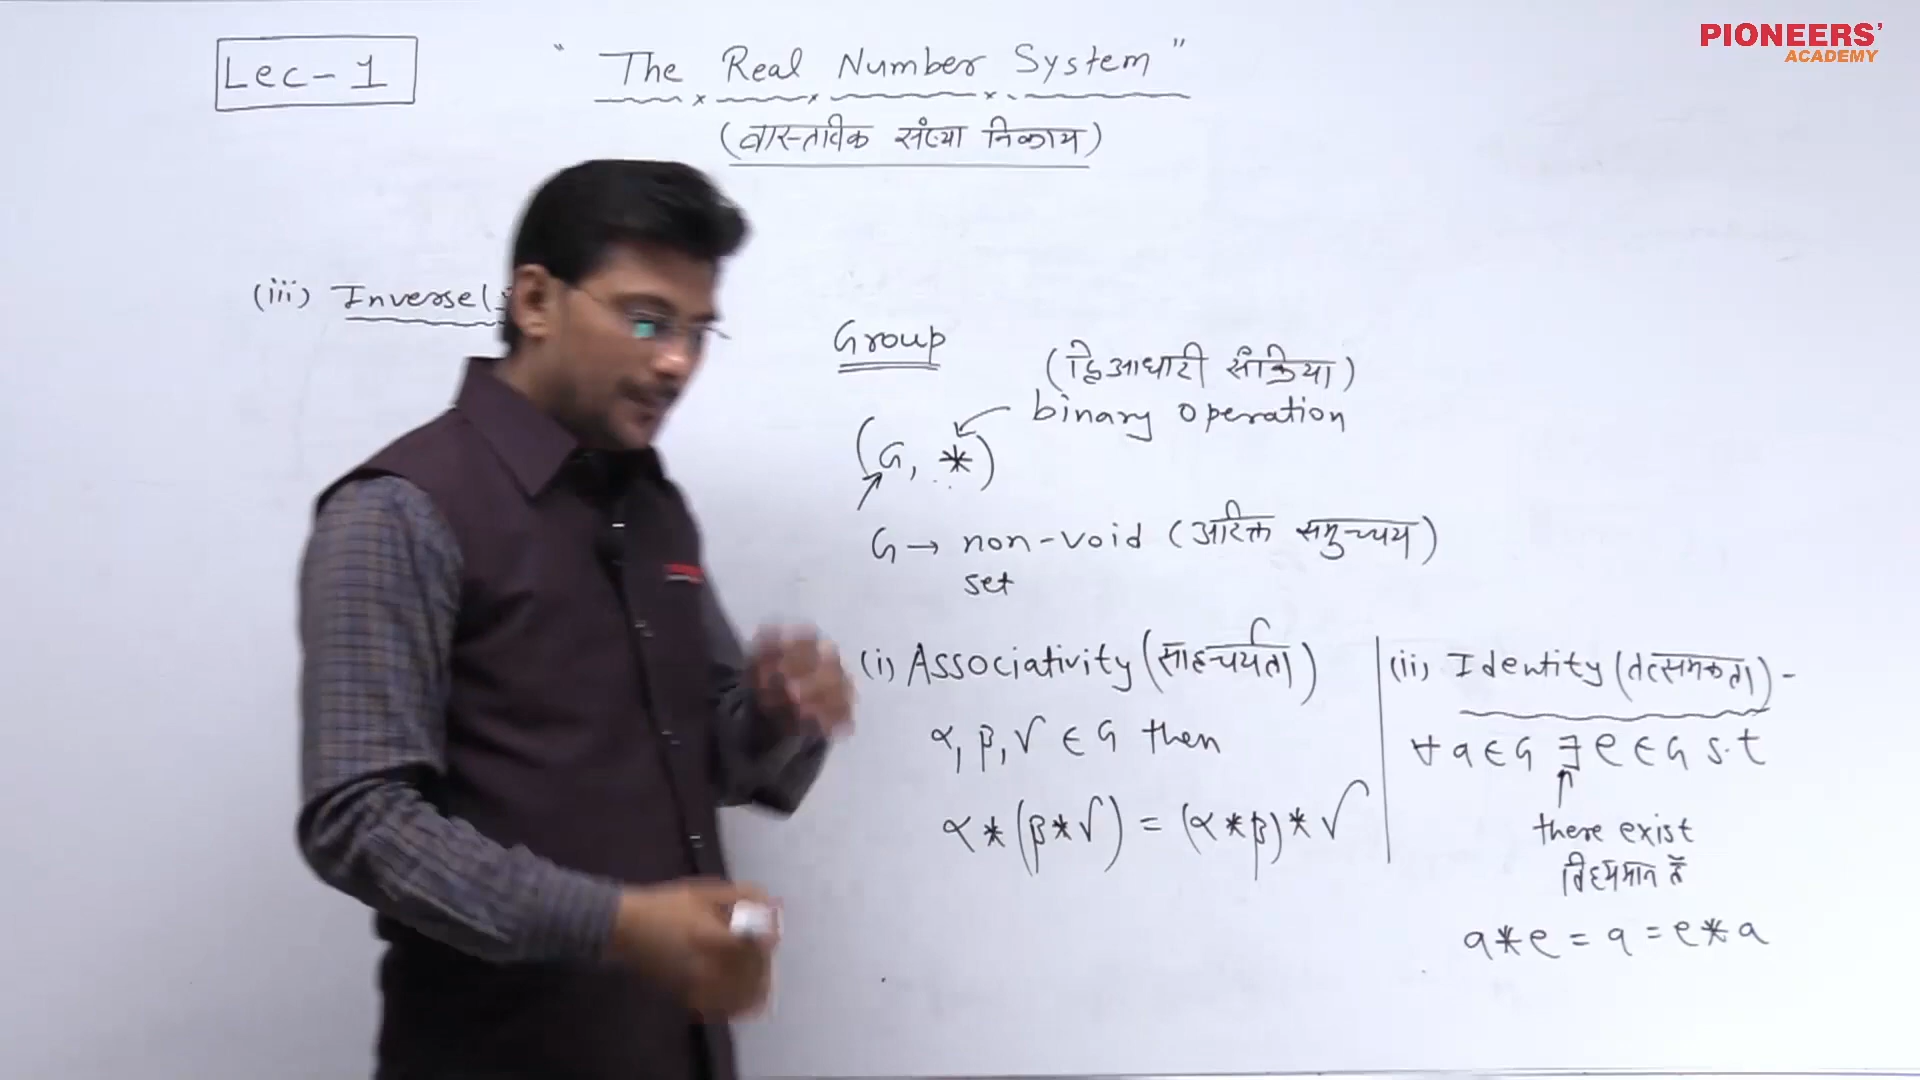 PIONEERS'
ACADEMY
Lec-1
"The Real Number System"
(वास्तविक संख्या निकाय)
(iii) Inverse(
Group
(द्विआधारी संक्रिया)
binary operation
(G, *)
G → non-void (अरिक्त समुच्चय)
set
(i) Associativity (साहचर्यता)
α, β, γ ∈ G then
α*(β*γ) = (α*β)*γ
(ii) Identity (तत्समकता) -
∀ a ∈ G ∃ e ∈ G s.t
there exist
विद्यमान है
a*e = a = e*a